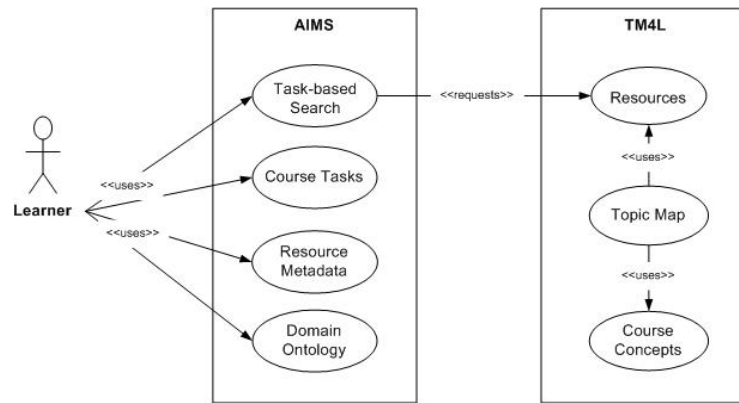 AIMS
TM4L
Task-based
Search
<<requests>>
Resources
<<uses>>
<<uses>>
Course Tasks
Learner
<<uses>>
Topic Map
Resource
Metadata
<<uses>>
Domain
Ontology
Course
Concepts